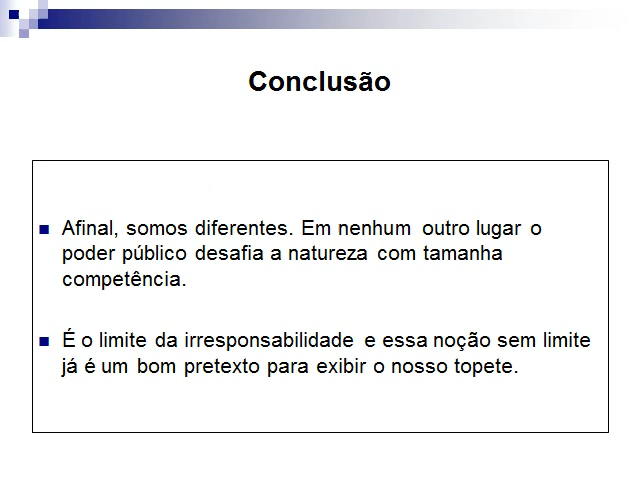 Conclusão
Afinal, somos diferentes. Em nenhum outro lugar o
poder público desafia a natureza com tamanha
competência.
É o limite da irresponsabilidade e essa noção sem limite
já é um bom pretexto para exibir o nosso topete.